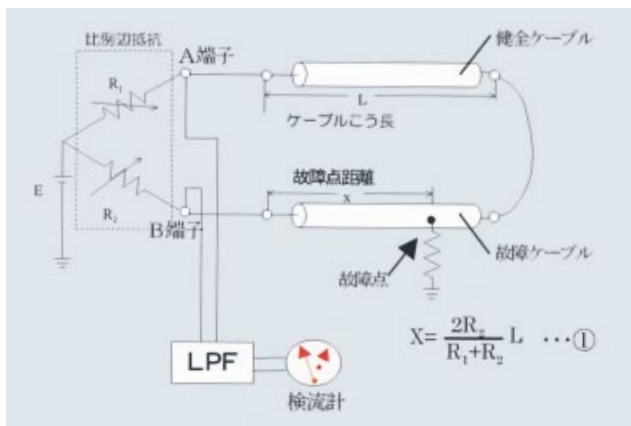 比例辺抵抗
A端子
健全ケーブル
R1
L
ケーブルこう長
故障点距離
x
E
R2
B端子
故障ケーブル
故障点
LPF
検流計
X= 2R2 / R1+R2 L ・・・①